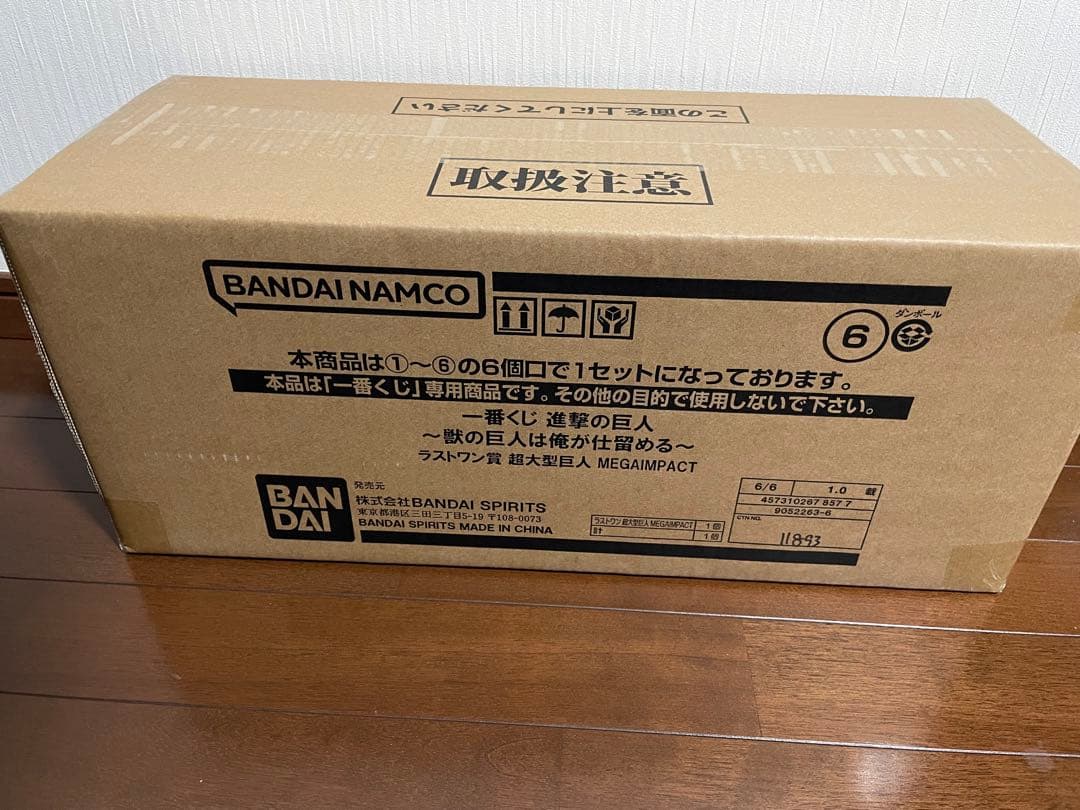 この面を上にしてください
取扱注意
BANDAI NAMCO
6
ダンボール
本商品は①〜⑥の6個口で1セットになっております。
本品は「一番くじ」専用商品です。その他の目的で使用しないで下さい。
一番くじ 進撃の巨人
〜獣の巨人は俺が仕留める〜
ラストワン賞 超大型巨人 MEGAIMPACT
BAN
DAI
発売元
株式会社BANDAI SPIRITS
東京都港区三田三丁目5-19 〒108-0073
BANDAI SPIRITS MADE IN CHINA
ラストワン 超大型巨人 MEGAIMPACT 1個
計 1個
6/6 1.0 載
457310267 857 7
9052263-6
CTN NO.
11893